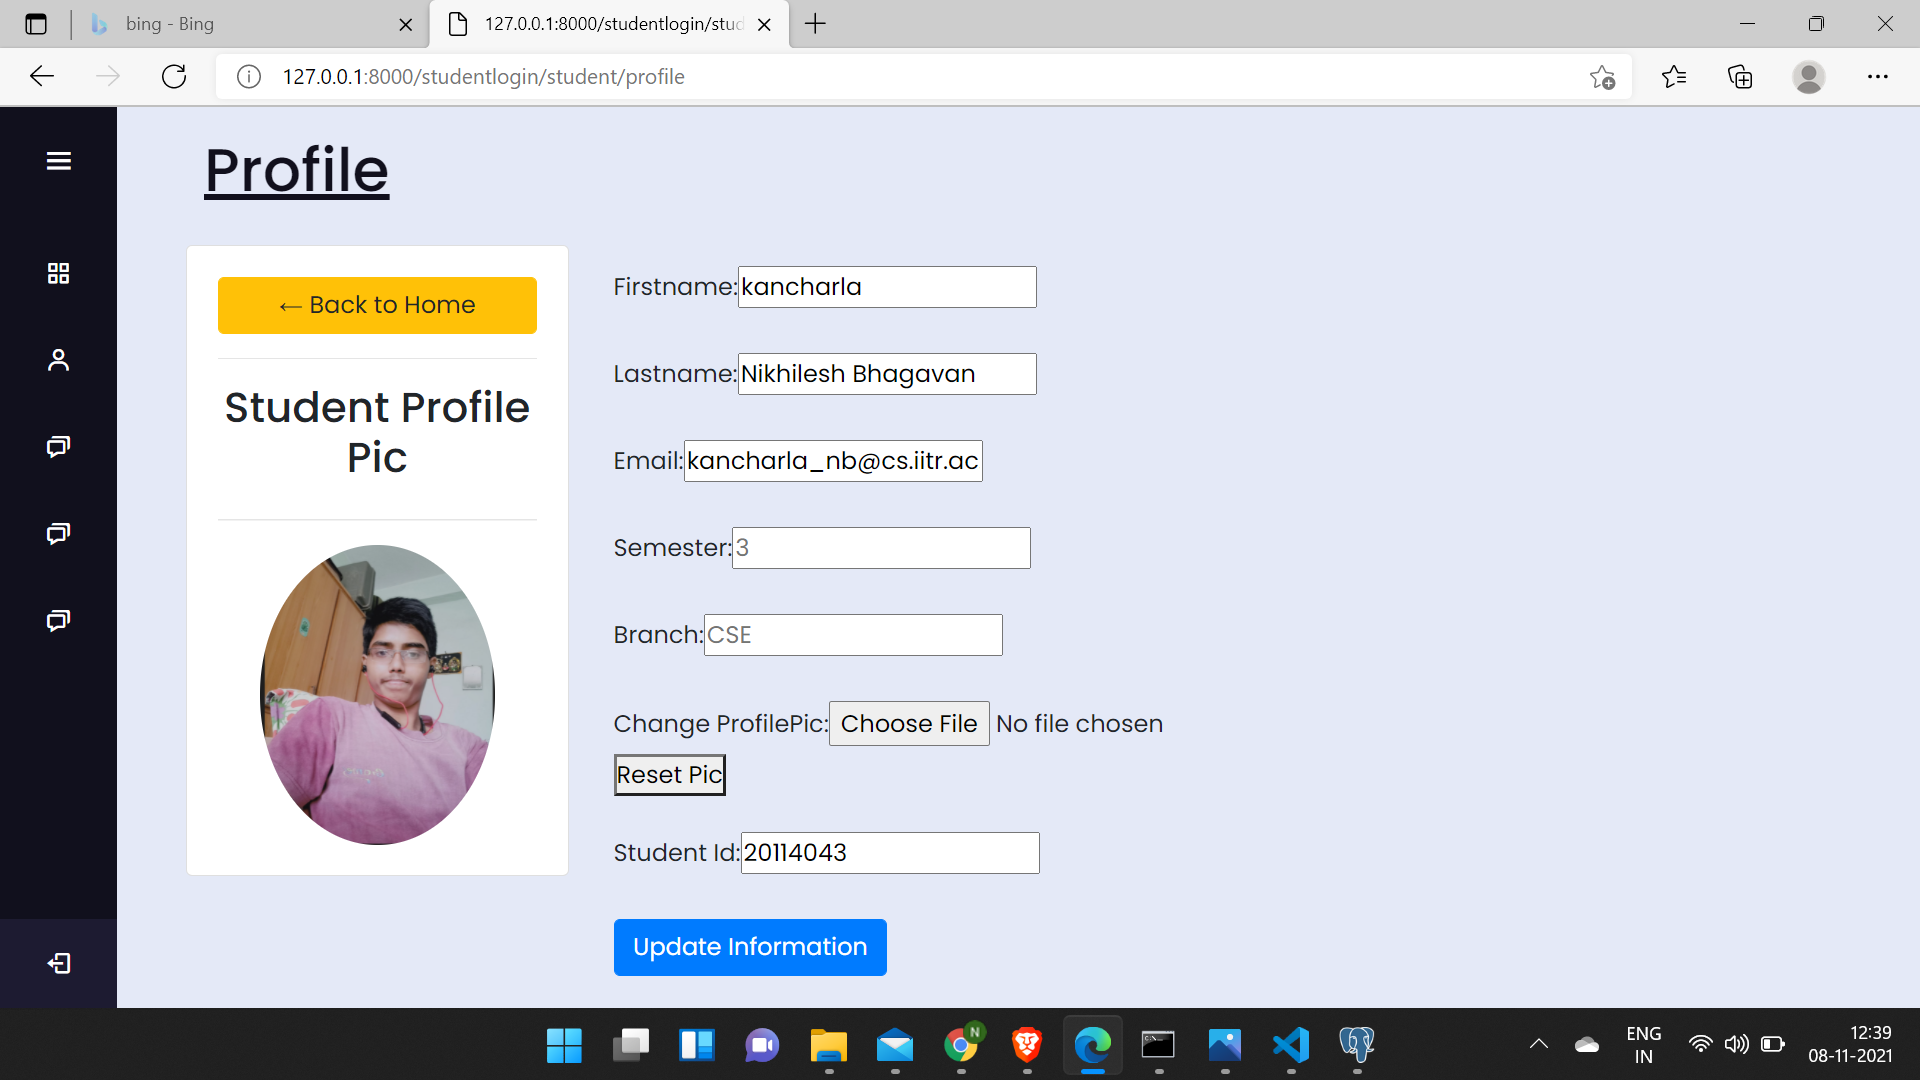 bing - Bing
127.0.0.1:8000/studentlogin/stud
127.0.0.1:8000/studentlogin/student/profile
Profile
← Back to Home
Student Profile
Pic
Firstname:kancharla
Lastname:Nikhilesh Bhagavan
Email:kancharla_nb@cs.iitr.ac
Semester:3
Branch:CSE
Change ProfilePic:Choose File No file chosen
Reset Pic
Student Id:20114043
Update Information
N
ENG
IN
12:39
08-11-2021